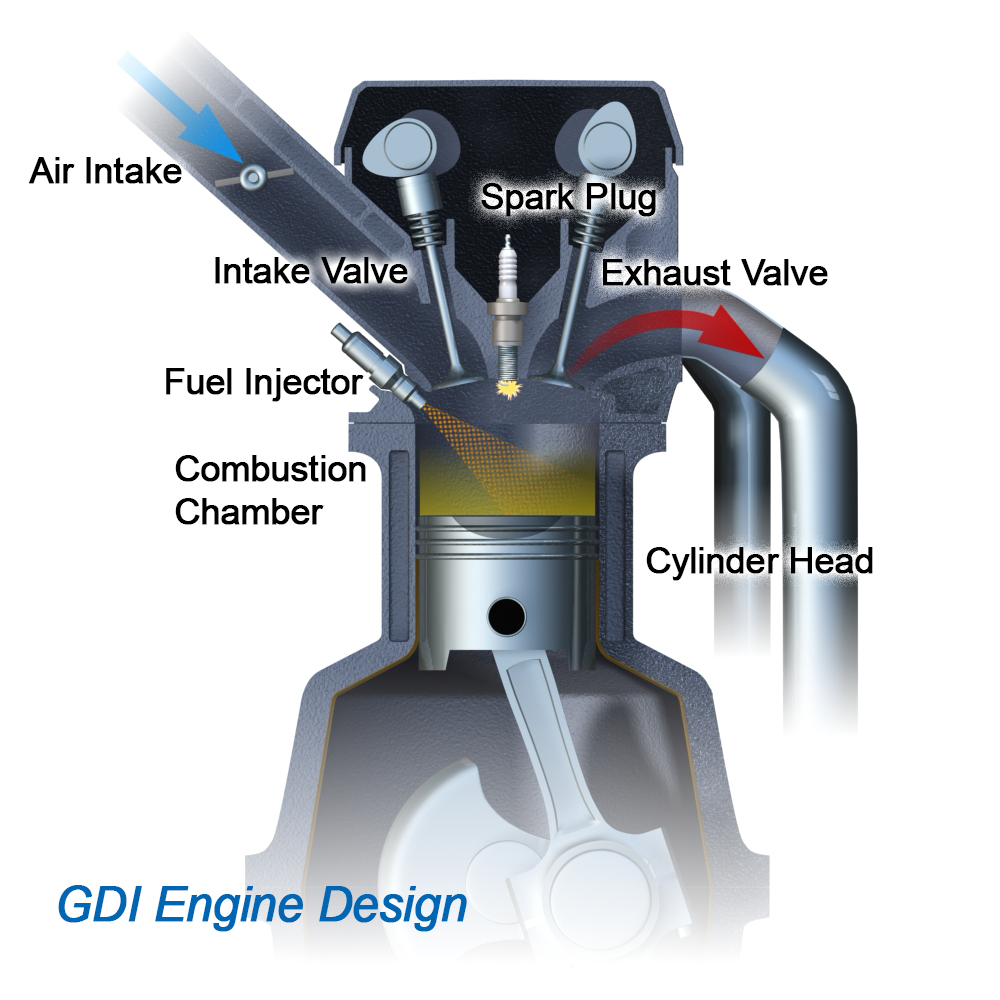 Air Intake
Spark Plug
Intake Valve
Exhaust Valve
Fuel Injector
Combustion
Chamber
Cylinder Head
GDI Engine Design